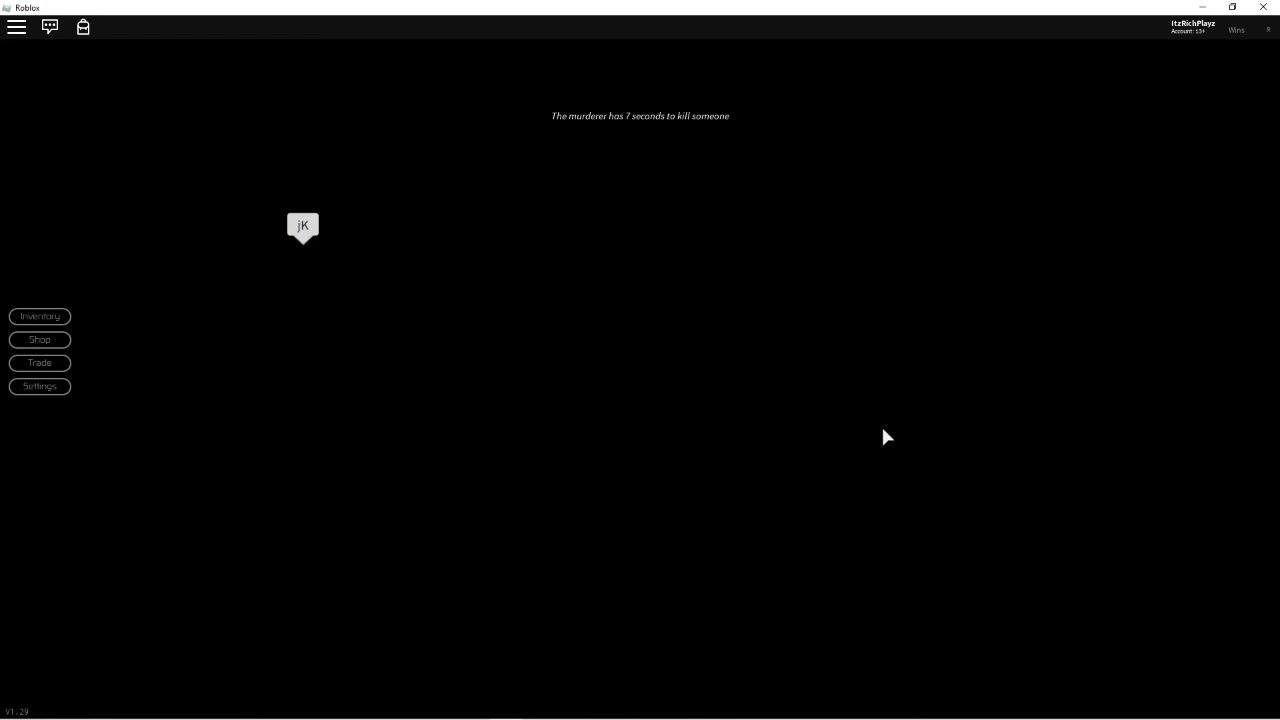 Roblox
ItzRichPlayz
Account: 13+
Wins
R
The murderer has 7 seconds to kill someone
jK
Inventory
Shop
Trade
Settings
V1.29